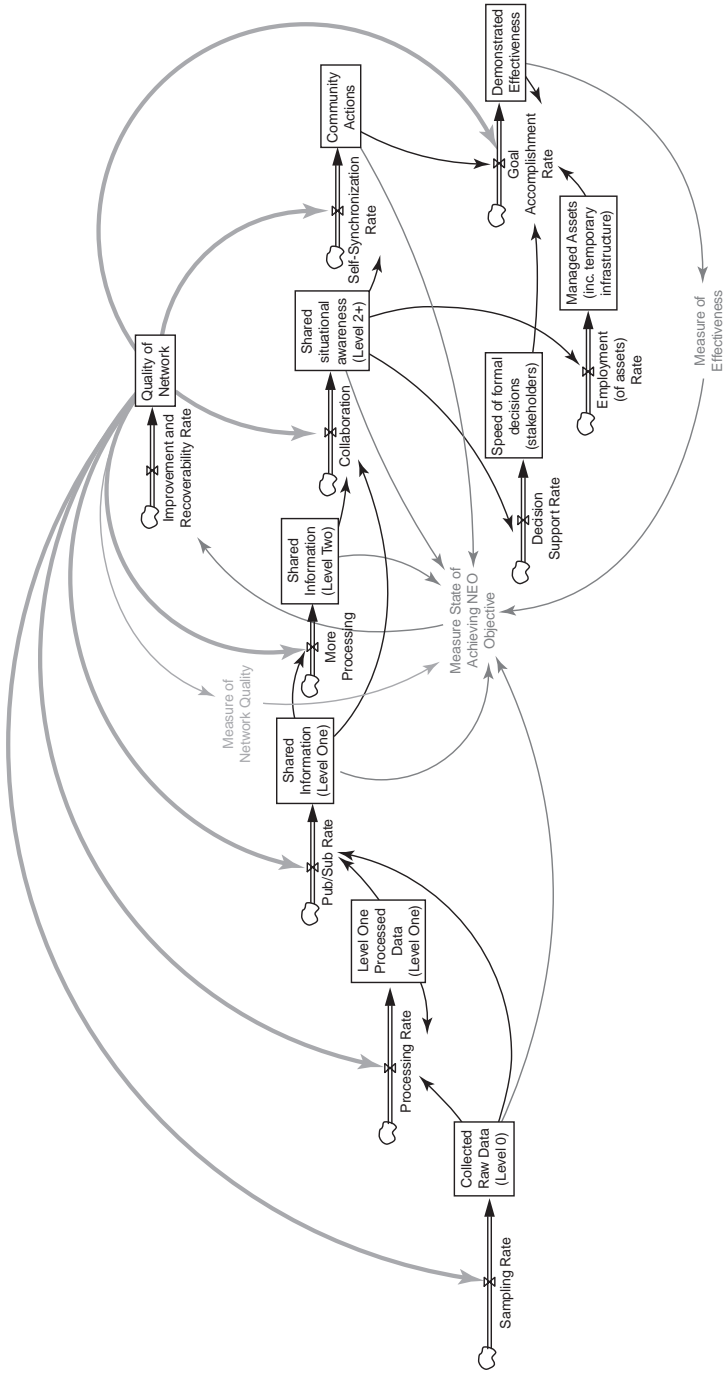 Quality of
Network
Improvement and
Recoverability Rate
Community
Actions
Self-Synchronization
Rate
Demonstrated
Effectiveness
Goal
Accomplishment
Rate
Managed Assets
(inc. temporary
infrastructure)
Employment
(of assets)
Rate
Measure of
Effectiveness
Shared
situational
awareness
(Level 2+)
Collaboration
Speed of formal
decisions
(stakeholders)
Decision
Support Rate
Shared
Information
(Level Two)
More
Processing
Measure State of
Achieving NEO
Objective
Measure of
Network Quality
Shared
Information
(Level One)
Pub/Sub Rate
Level One
Processed
Data
(Level One)
Processing Rate
Collected
Raw Data
(Level 0)
Sampling Rate